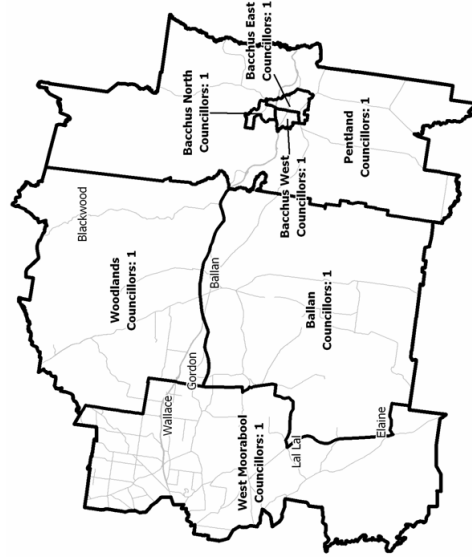 Blackwood
Woodlands
Councillors: 1
Bacchus North
Councillors: 1
Bacchus East
Councillors: 1
Bacchus West
Councillors: 1
Pentland
Councillors: 1
Ballan
Gordon
Wallace
Ballan
Councillors: 1
West Moorabool
Councillors: 1
Lal Lal
Elaine